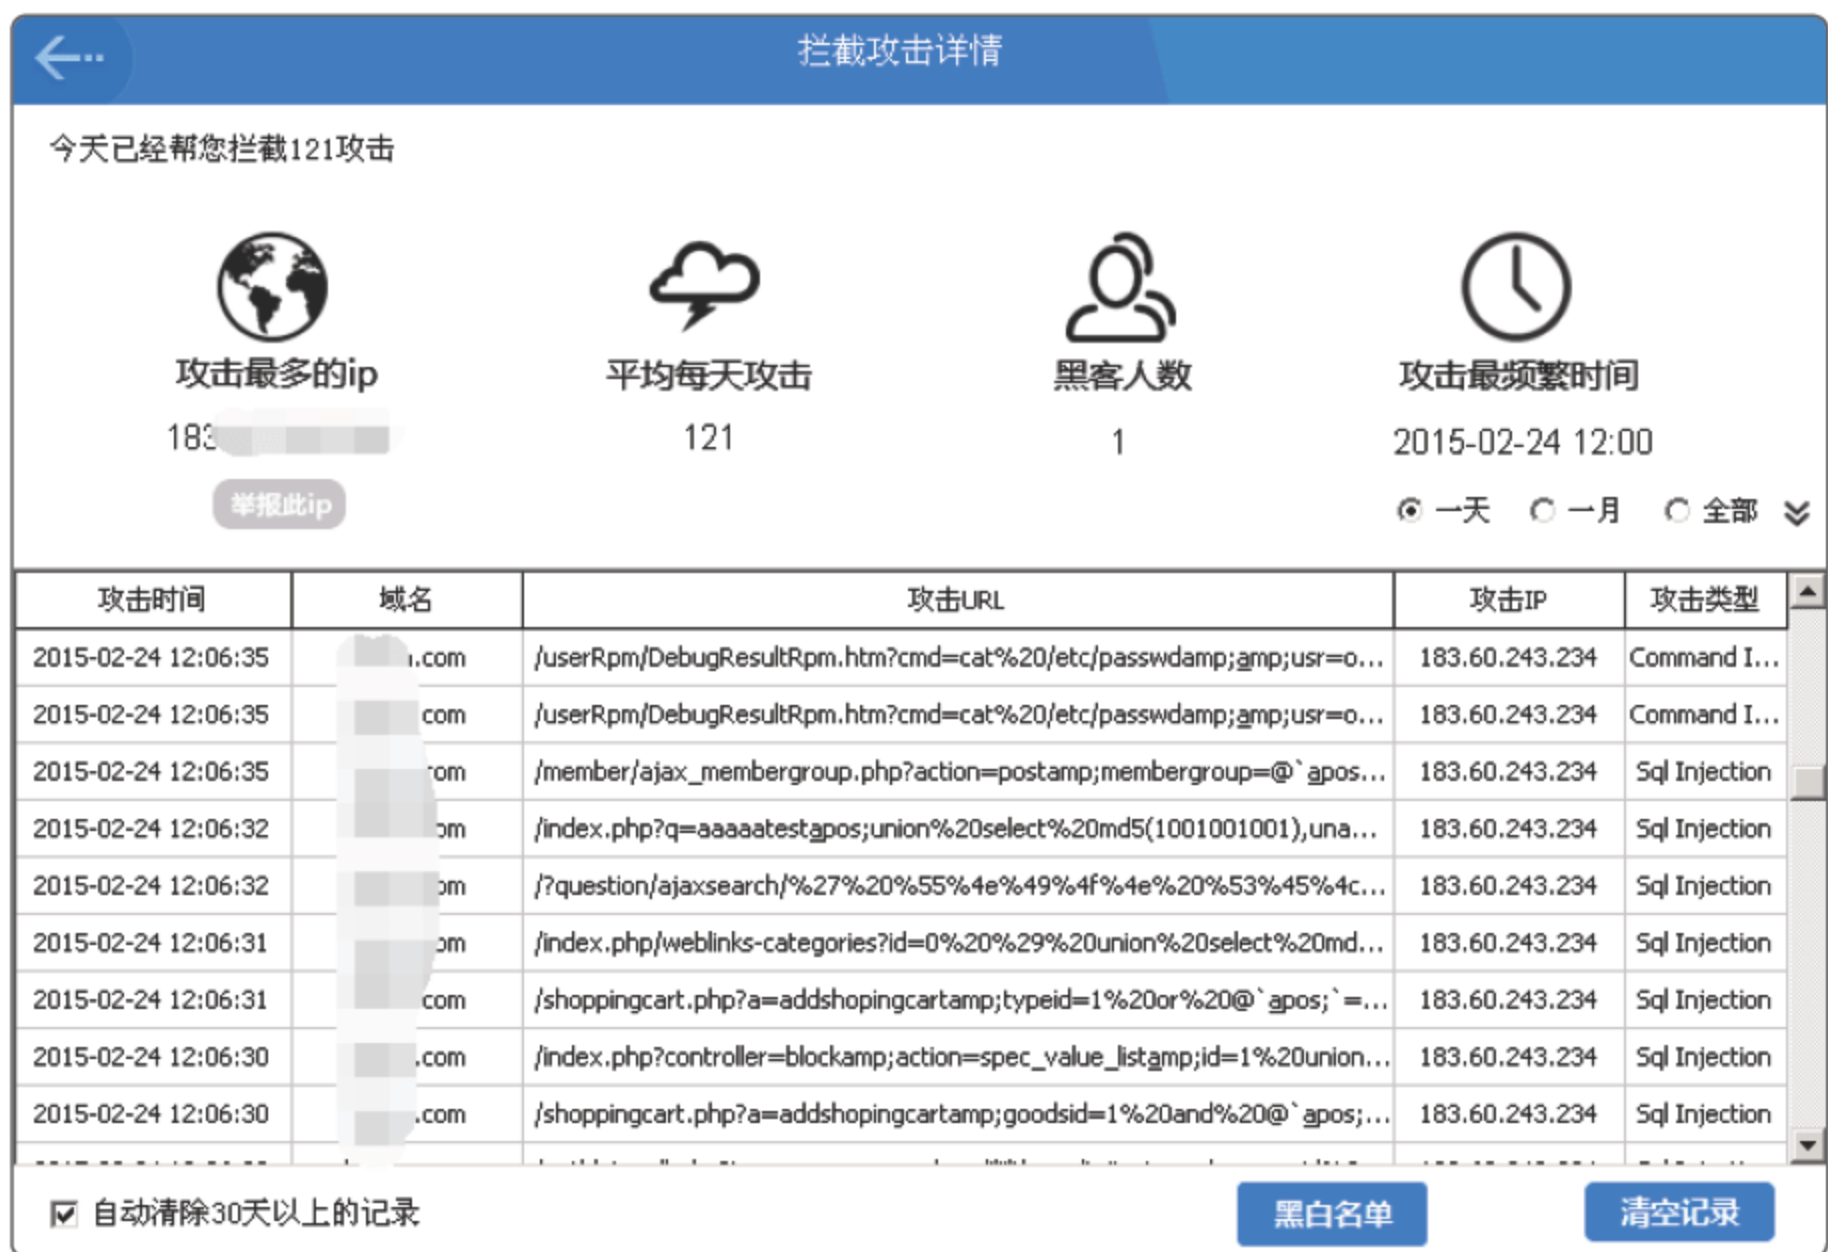 拦截攻击详情
今天已经帮您拦截121攻击
攻击最多的ip 平均每天攻击 黑客人数 攻击最频繁时间
183 121 1 2015-02-24 12:00
举报此ip
一天 一月 全部
攻击时间 域名 攻击URL 攻击IP 攻击类型
2015-02-24 12:06:35 .com /userRpm/DebugResultRpm.htm?cmd=cat%20/etc/passwdamp;amp;usr=o... 183.60.243.234 Command I...
2015-02-24 12:06:35 com /userRpm/DebugResultRpm.htm?cmd=cat%20/etc/passwdamp;amp;usr=o... 183.60.243.234 Command I...
2015-02-24 12:06:35 om /member/ajax_membergroup.php?action=postamp;membergroup=@`apos... 183.60.243.234 Sql Injection
2015-02-24 12:06:32 om /index.php?q=aaaaatestapos;union%20select%20md5(1001001001),una... 183.60.243.234 Sql Injection
2015-02-24 12:06:32 om /?question/ajaxsearch/%27%20%55%4e%49%4f%4e%20%53%45%4c... 183.60.243.234 Sql Injection
2015-02-24 12:06:31 om /index.php/weblinks-categories?id=0%20%29%20union%20select%20md... 183.60.243.234 Sql Injection
2015-02-24 12:06:31 com /shoppingcart.php?a=addshopingcartamp;typeid=1%20or%20@`apos;`=... 183.60.243.234 Sql Injection
2015-02-24 12:06:30 .com /index.php?controller=blockamp;action=spec_value_listamp;id=1%20union... 183.60.243.234 Sql Injection
2015-02-24 12:06:30 .com /shoppingcart.php?a=addshopingcartamp;goodsid=1%20and%20@`apos;... 183.60.243.234 Sql Injection
自动清除30天以上的记录 黑白名单 清空记录